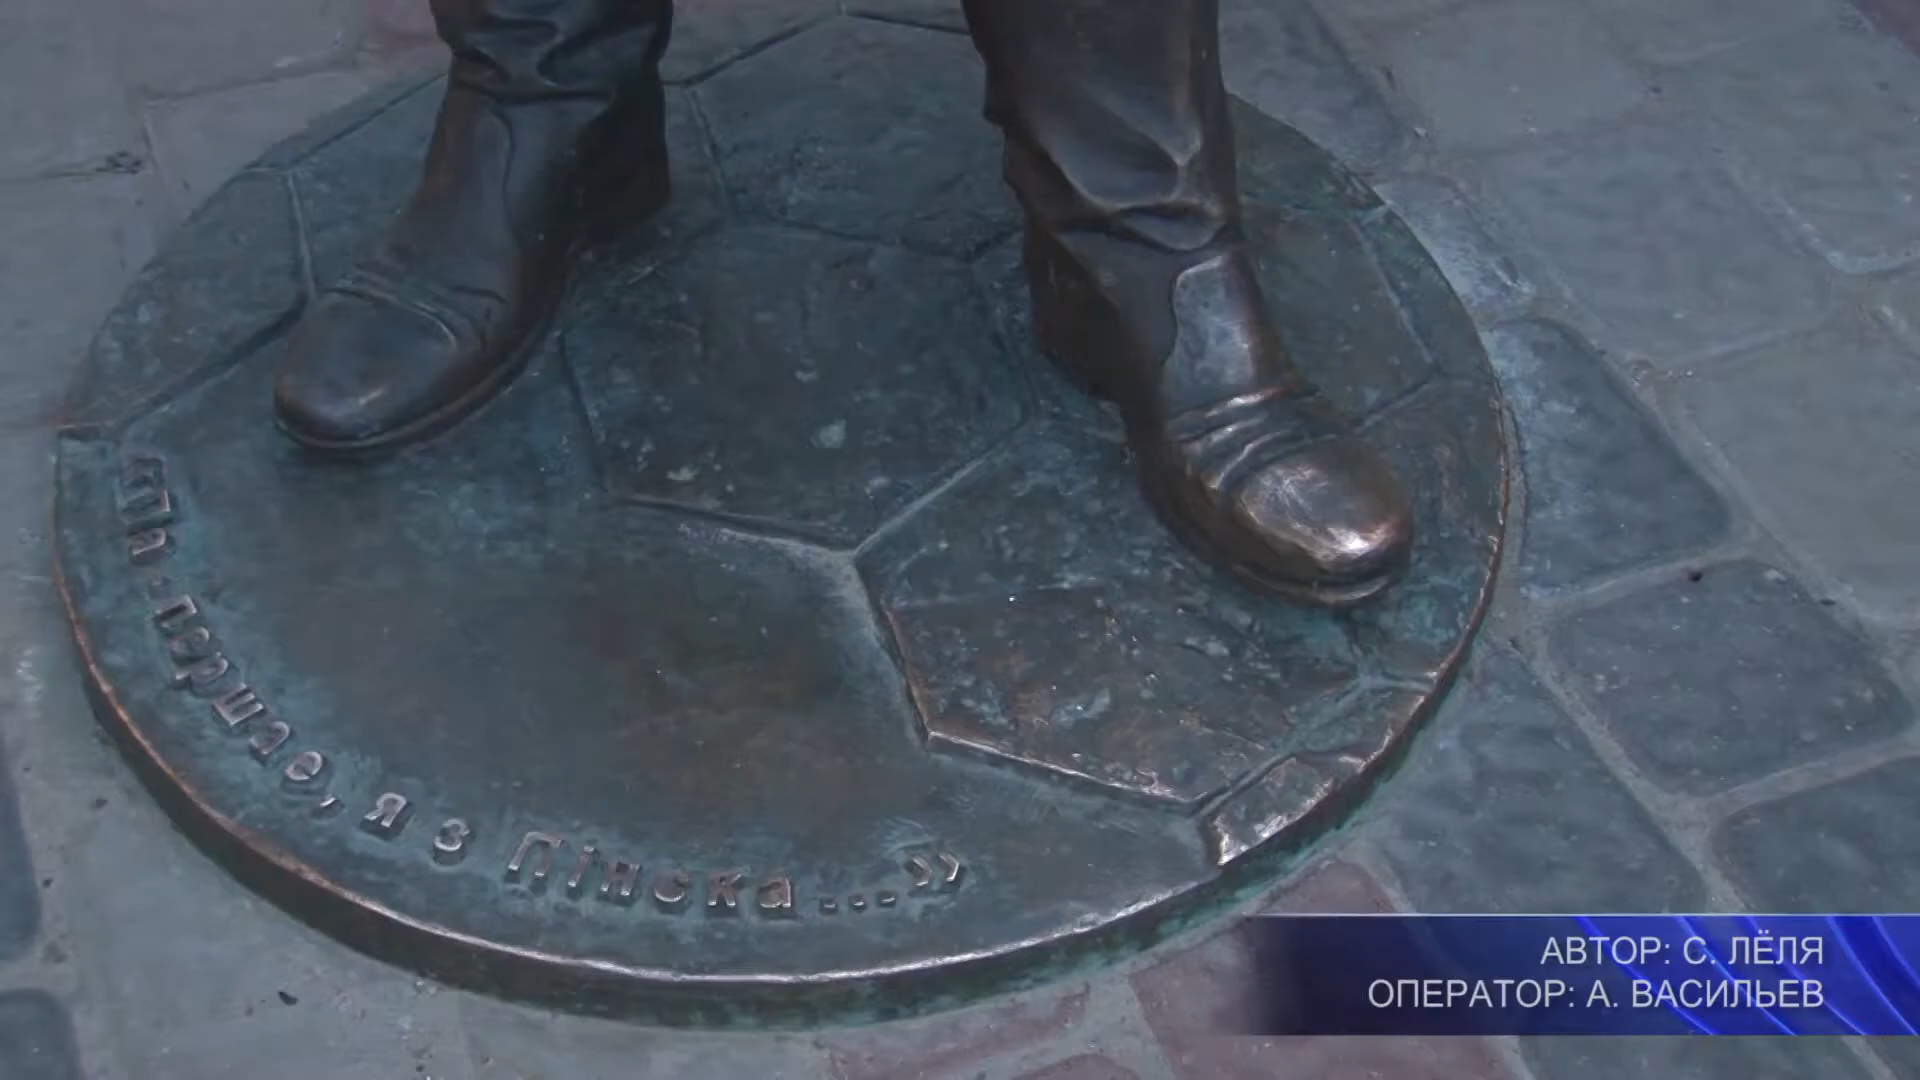 «Па-першае, я з Пінска...»
АВТОР: С. ЛЁЛЯ
ОПЕРАТОР: А. ВАСИЛЬЕВ